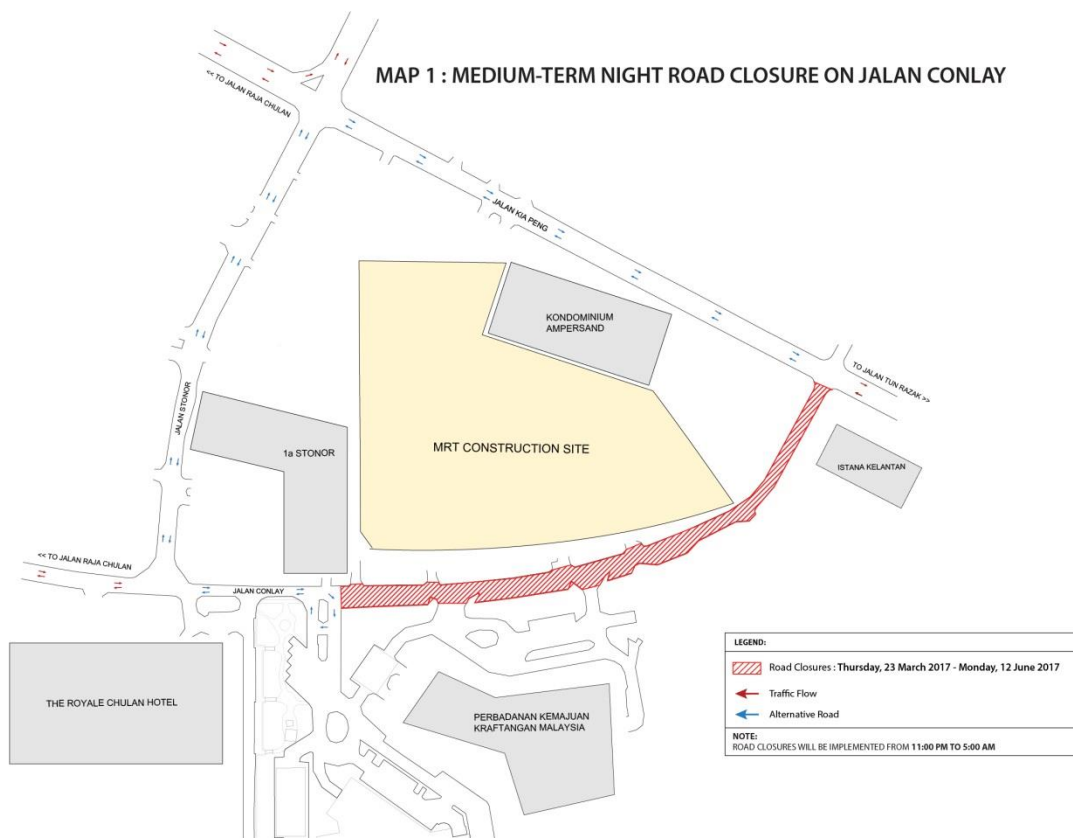 MAP 1 : MEDIUM-TERM NIGHT ROAD CLOSURE ON JALAN CONLAY
<< TO JALAN RAJA CHULAN
JALAN KIA PENG
KONDOMINIUM
AMPERSAND
TO JALAN TUN RAZAK >>
JALAN STONOR
1a STONOR
MRT CONSTRUCTION SITE
ISTANA KELANTAN
<< TO JALAN RAJA CHULAN
JALAN CONLAY
THE ROYALE CHULAN HOTEL
PERBADANAN KEMAJUAN
KRAFTANGAN MALAYSIA
LEGEND:
Road Closures : Thursday, 23 March 2017 - Monday, 12 June 2017
Traffic Flow
Alternative Road
NOTE:
ROAD CLOSURES WILL BE IMPLEMENTED FROM 11:00 PM TO 5:00 AM